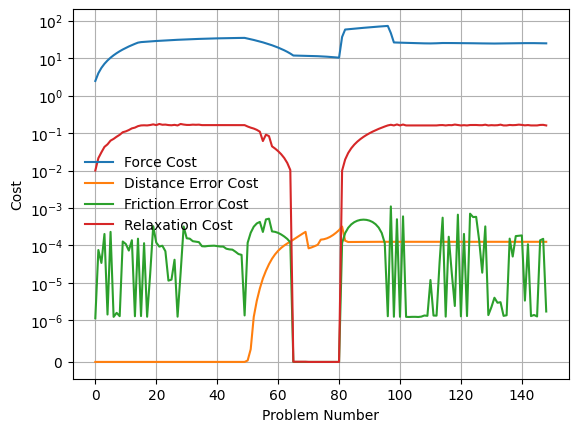 10²
10¹
10⁰
10⁻¹
10⁻²
10⁻³
10⁻⁴
10⁻⁵
10⁻⁶
0
Cost
Force Cost
Distance Error Cost
Friction Error Cost
Relaxation Cost
0 20 40 60 80 100 120 140
Problem Number